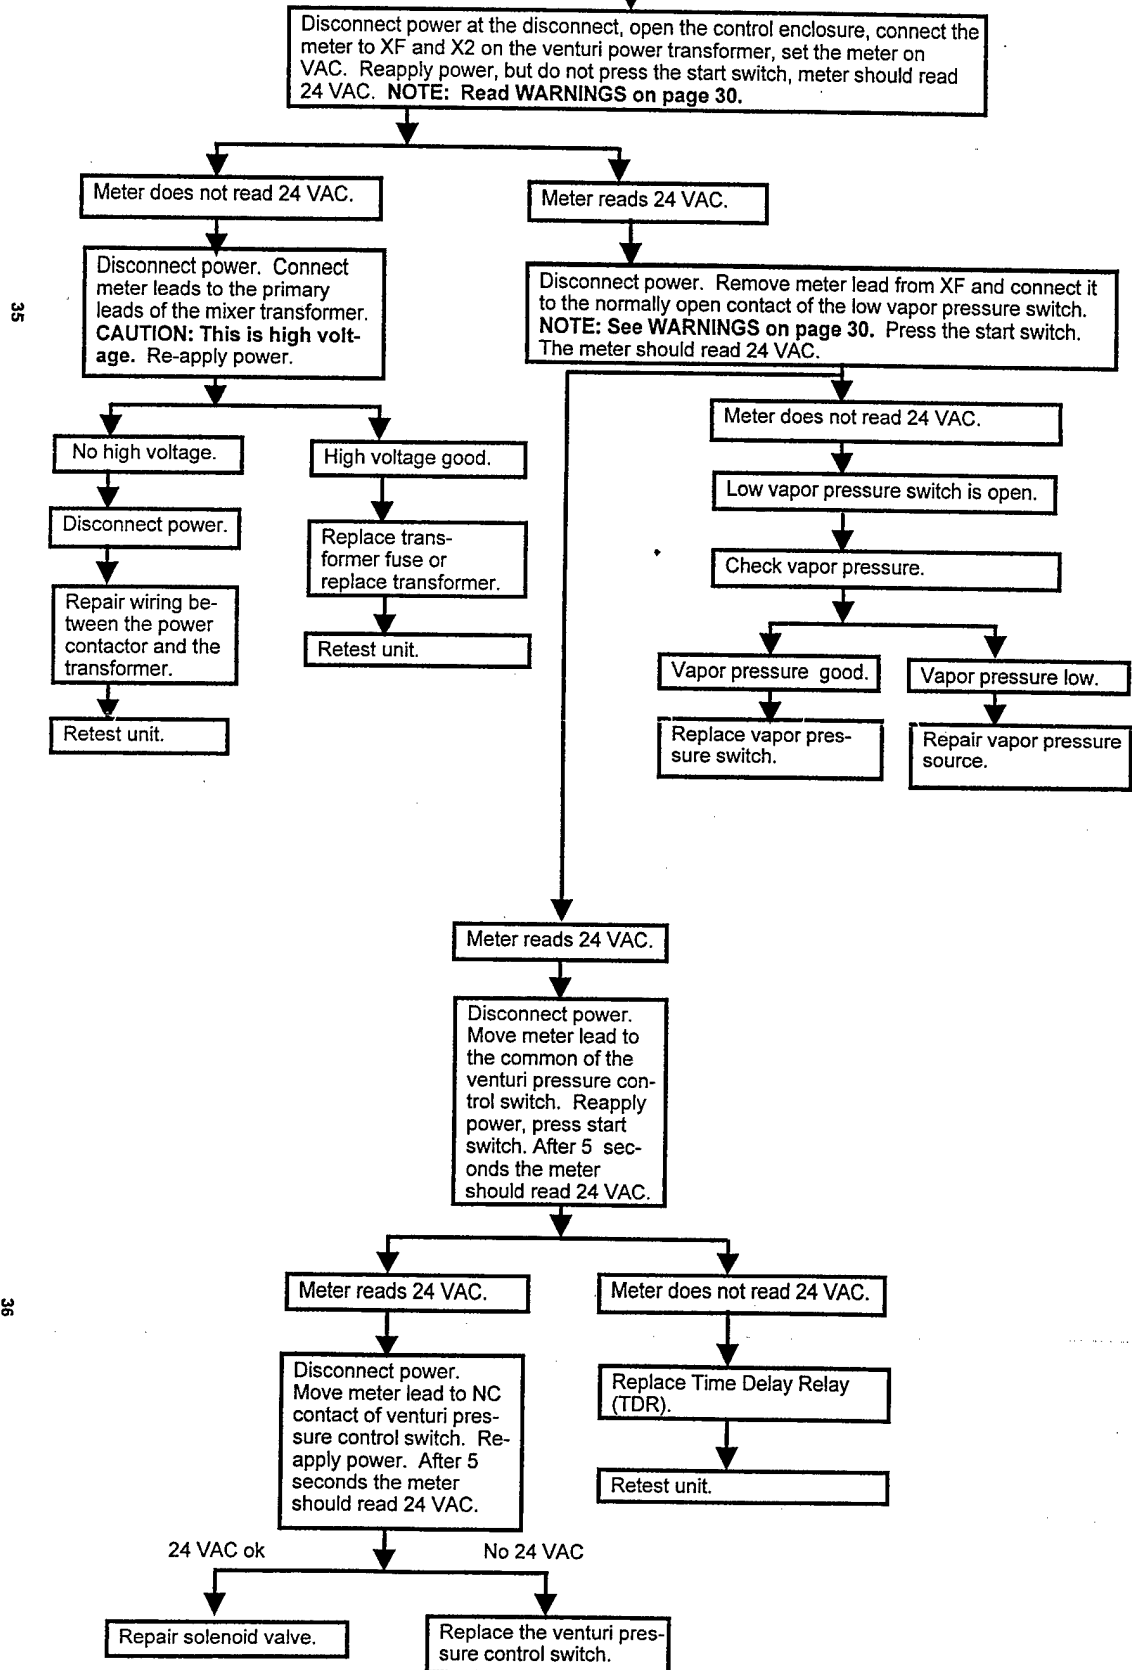 Disconnect power at the disconnect, open the control enclosure, connect the
meter to XF and X2 on the venturi power transformer, set the meter on
VAC. Reapply power, but do not press the start switch, meter should read
24 VAC. NOTE: Read WARNINGS on page 30.
Meter does not read 24 VAC.
Meter reads 24 VAC.
Disconnect power. Connect
meter leads to the primary
leads of the mixer transformer.
CAUTION: This is high volt-
age. Re-apply power.
Disconnect power. Remove meter lead from XF and connect it
to the normally open contact of the low vapor pressure switch.
NOTE: See WARNINGS on page 30. Press the start switch.
The meter should read 24 VAC.
35
No high voltage.
High voltage good.
Disconnect power.
Replace trans-
former fuse or
replace transformer.
Repair wiring be-
tween the power
contactor and the
transformer.
Retest unit.
Retest unit.
Meter does not read 24 VAC.
Low vapor pressure switch is open.
Check vapor pressure.
Vapor pressure good.
Vapor pressure low.
Replace vapor pres-
sure switch.
Repair vapor pressure
source.
Meter reads 24 VAC.
Disconnect power.
Move meter lead to
the common of the
venturi pressure con-
trol switch. Reapply
power, press start
switch. After 5 sec-
onds the meter
should read 24 VAC.
36
Meter reads 24 VAC.
Meter does not read 24 VAC.
Disconnect power.
Move meter lead to NC
contact of venturi pres-
sure control switch. Re-
apply power. After 5
seconds the meter
should read 24 VAC.
Replace Time Delay Relay
(TDR).
Retest unit.
24 VAC ok
No 24 VAC
Repair solenoid valve.
Replace the venturi pres-
sure control switch.